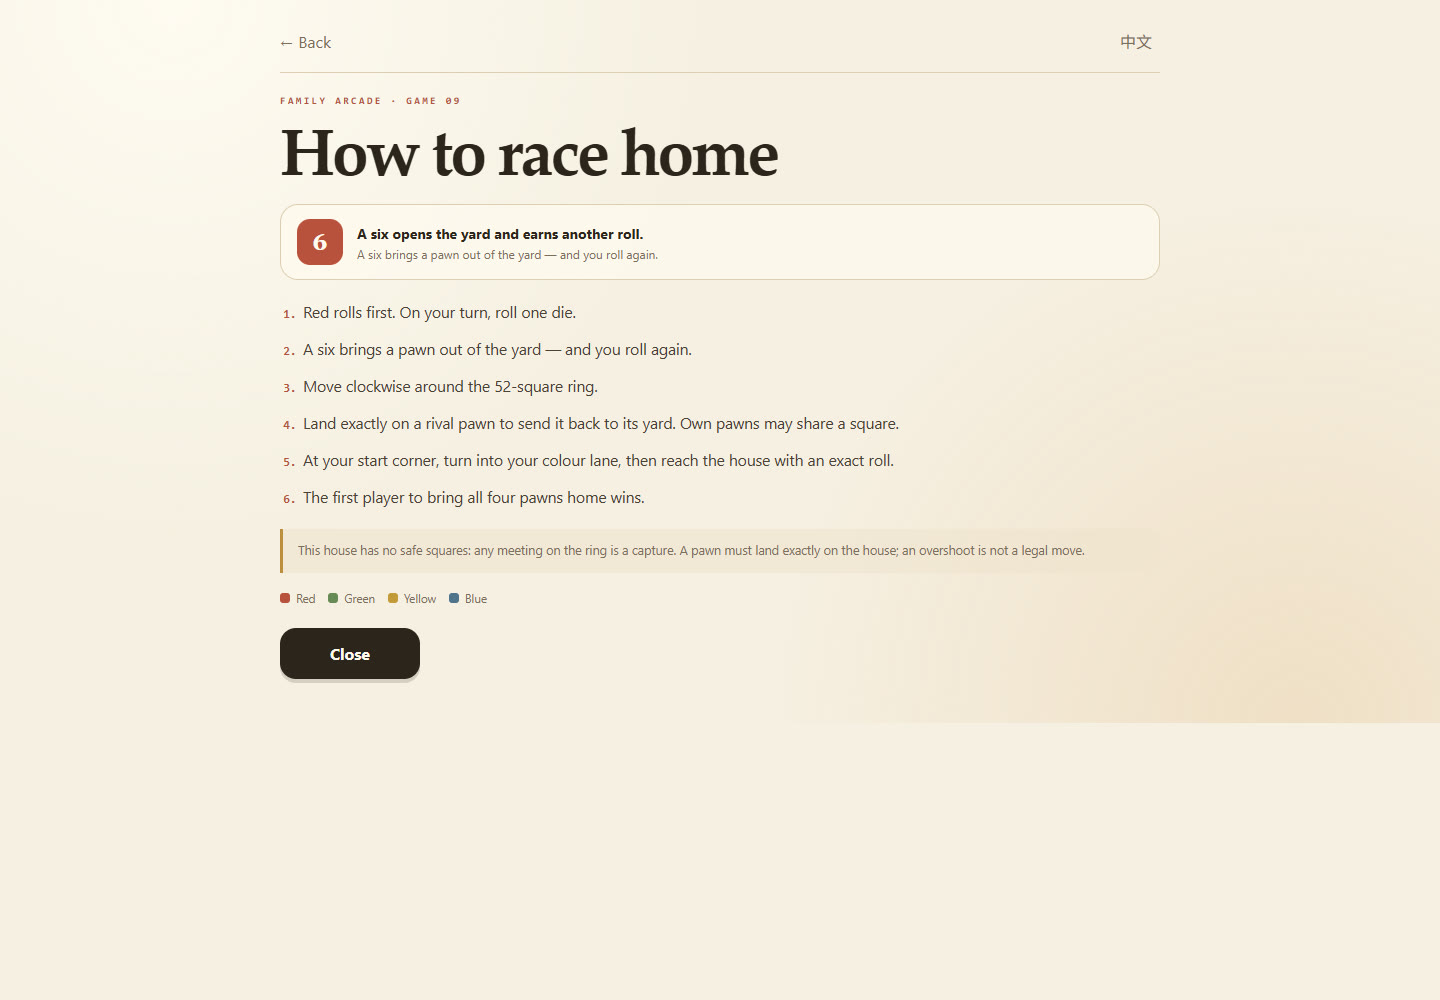 ← Back
中文
FAMILY ARCADE · GAME 09
How to race home
6
A six opens the yard and earns another roll.
A six brings a pawn out of the yard — and you roll again.
1. Red rolls first. On your turn, roll one die.
2. A six brings a pawn out of the yard — and you roll again.
3. Move clockwise around the 52-square ring.
4. Land exactly on a rival pawn to send it back to its yard. Own pawns may share a square.
5. At your start corner, turn into your colour lane, then reach the house with an exact roll.
6. The first player to bring all four pawns home wins.
This house has no safe squares: any meeting on the ring is a capture. A pawn must land exactly on the house; an overshoot is not a legal move.
Red Green Yellow Blue
Close